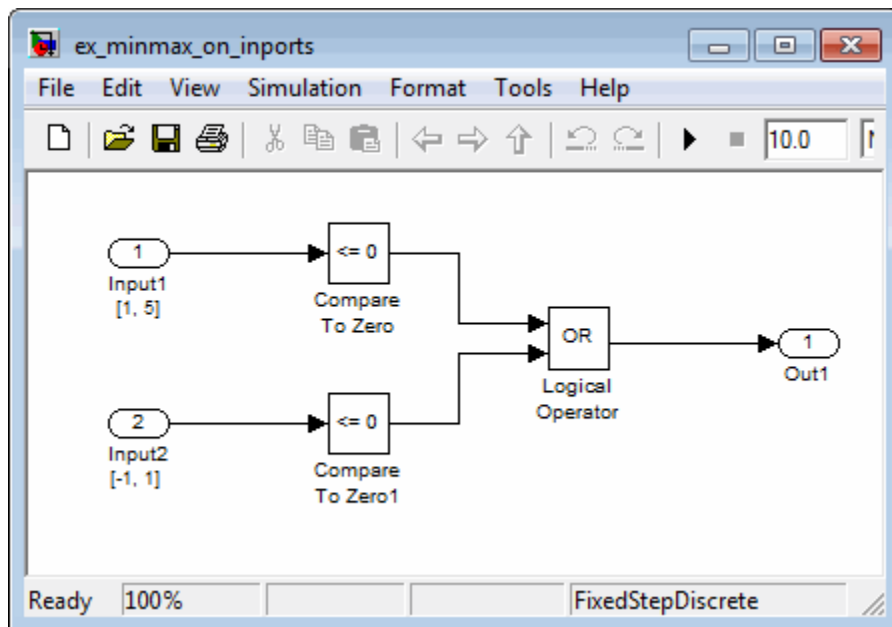 ex_minmax_on_inports
File Edit View Simulation Format Tools Help
10.0
1
<= 0
Input1
[1, 5]
Compare
To Zero
OR
1
Logical
Operator
Out1
2
<= 0
Input2
[-1, 1]
Compare
To Zero1
Ready 100% FixedStepDiscrete